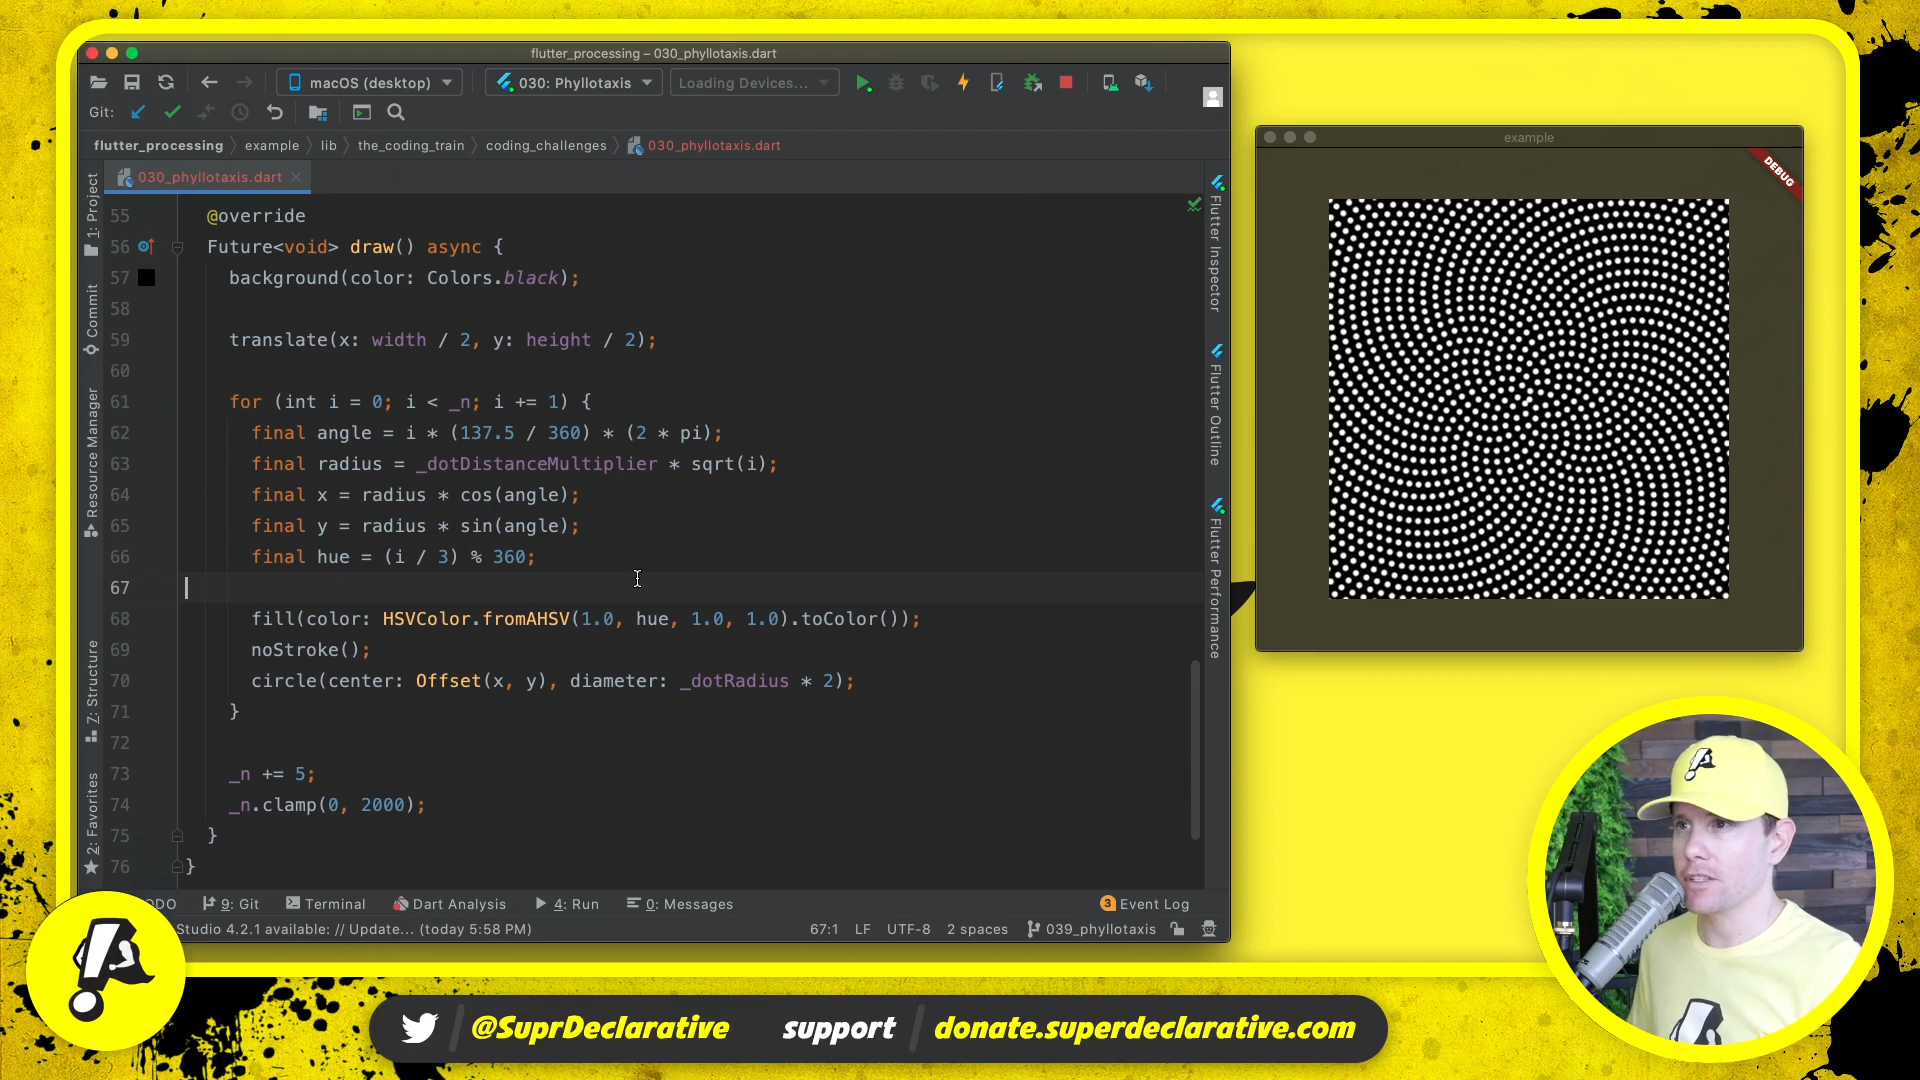 flutter_processing – 030_phyllotaxis.dart
macOS (desktop)
030: Phyllotaxis
Loading Devices...
Git:
flutter_processing
example
lib
the_coding_train
coding_challenges
030_phyllotaxis.dart
030_phyllotaxis.dart
1: Project
Commit
Resource Manager
7: Structure
2: Favorites
55 @override
56 Future<void> draw() async {
57 background(color: Colors.black);
58
59 translate(x: width / 2, y: height / 2);
60
61 for (int i = 0; i < _n; i += 1) {
62 final angle = i * (137.5 / 360) * (2 * pi);
63 final radius = _dotDistanceMultiplier * sqrt(i);
64 final x = radius * cos(angle);
65 final y = radius * sin(angle);
66 final hue = (i / 3) % 360;
67
68 fill(color: HSVColor.fromAHSV(1.0, hue, 1.0, 1.0).toColor());
69 noStroke();
70 circle(center: Offset(x, y), diameter: _dotRadius * 2);
71 }
72
73 _n += 5;
74 _n.clamp(0, 2000);
75 }
76 }
Flutter Inspector
Flutter Outline
Flutter Performance
ODO
9: Git
Terminal
Dart Analysis
4: Run
0: Messages
3 Event Log
Studio 4.2.1 available: // Update... (today 5:58 PM)
67:1
LF
UTF-8
2 spaces
039_phyllotaxis
example
DEBUG
@SuprDeclarative
support
donate.superdeclarative.com